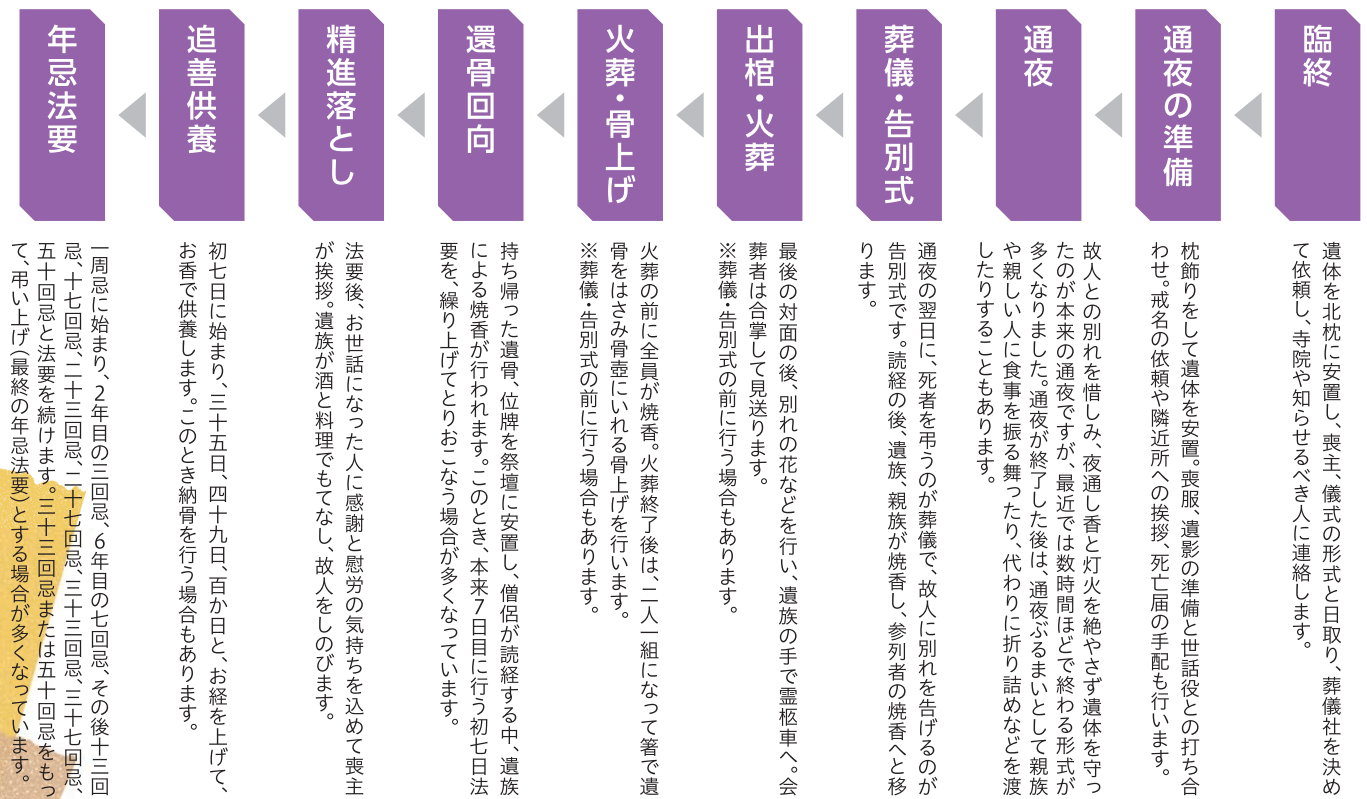 臨終
遺体を北枕に安置し、喪主、儀式の形式と日取り、葬儀社を決め
て依頼し、寺院や知らせるべき人に連絡します。
通夜の準備
枕飾りをして遺体を安置。喪服、遺影の準備と世話役との打ち合
わせ。戒名の依頼や隣近所への挨拶、死亡届の手配も行います。
通夜
故人との別れを惜しみ、夜通し香と灯火を絶やさず遺体を守っ
たのが本来の通夜ですが、最近では数時間ほどで終わる形式が
多くなりました。通夜が終了した後は、通夜ぶるまいとして親族
や親しい人に食事を振る舞ったり、代わりに折り詰めなどを渡
したりすることもあります。
葬儀・告別式
通夜の翌日に、死者を弔うのが葬儀で、故人に別れを告げるのが
告別式です。読経の後、遺族、親族が焼香し、参列者の焼香へと移
ります。
出棺・火葬
最後の対面の後、別れの花などを行い、遺族の手で霊柩車へ。会
葬者は合掌して見送ります。
※葬儀・告別式の前に行う場合もあります。
火葬・骨上げ
火葬の前に全員が焼香。火葬終了後は、二人一組になって箸で遺
骨をはさみ骨壺にいれる骨上げを行います。
※葬儀・告別式の前に行う場合もあります。
還骨回向
持ち帰った遺骨、位牌を祭壇に安置し、僧侶が読経する中、遺族
による焼香が行われます。このとき、本来7日目に行う初七日法
要を、繰り上げてとりおこなう場合が多くなっています。
精進落とし
法要後、お世話になった人に感謝と慰労の気持ちを込めて喪主
が挨拶。遺族が酒と料理でもてなし、故人をしのびます。
追善供養
初七日に始まり、三十五日、四十九日、百か日と、お経を上げて、
お香で供養します。このとき納骨を行う場合もあります。
年忌法要
一周忌に始まり、2年目の三回忌、6年目の七回忌、その後十三回
忌、十七回忌、二十三回忌、二十七回忌、三十三回忌、三十七回忌、
五十回忌と法要を続けます。三十三回忌または五十回忌をもっ
て、弔い上げ(最終の年忌法要)とする場合が多くなっています。